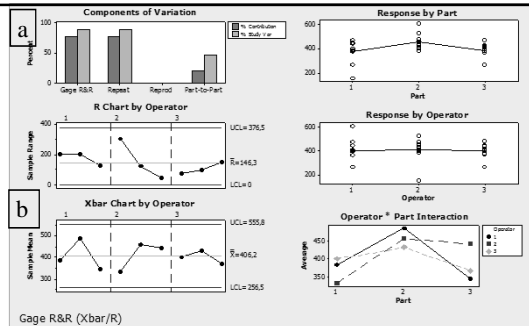 a
Components of Variation
Percent
100
50
0
Gage R&R
Repeat
Reprod
Part-to-Part
% Contribution
% Study Var
R Chart by Operator
Sample Range
400
200
0
1
2
3
UCL=376,5
R=146,3
LCL=0
b
Xbar Chart by Operator
Sample Mean
500
400
300
1
2
3
UCL=555,8
X=406,2
LCL=256,5
Gage R&R (Xbar/R)
Response by Part
600
400
200
1
2
3
Part
Response by Operator
600
400
200
1
2
3
Operator
Operator * Part Interaction
Average
450
400
350
1
2
3
Part
Operator
1
2
3